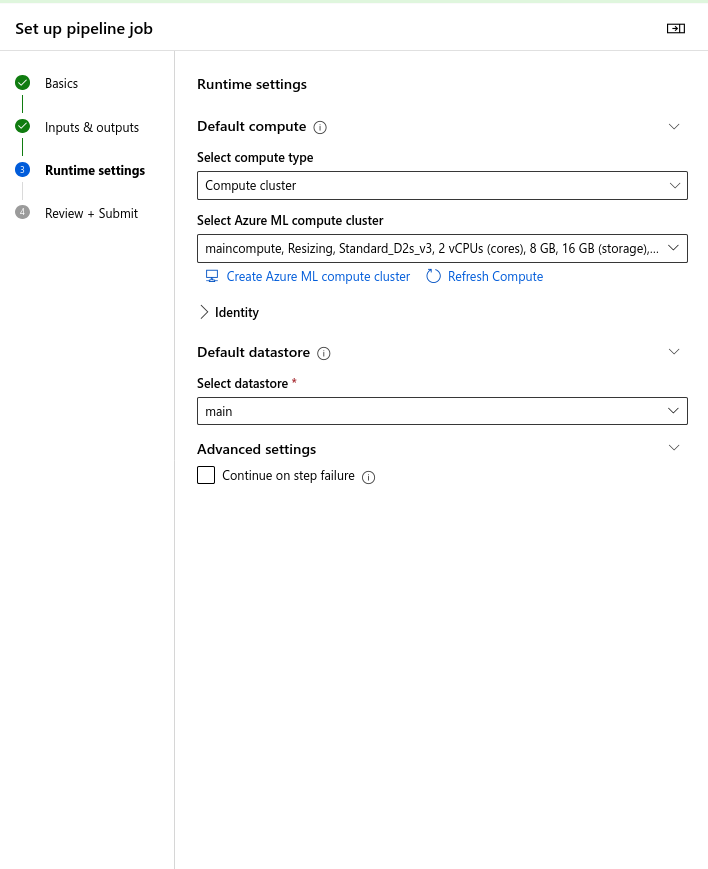 Set up pipeline job
Basics
Inputs & outputs
3 Runtime settings
4 Review + Submit
Runtime settings
Default compute
Select compute type
Compute cluster
Select Azure ML compute cluster
maincompute, Resizing, Standard_D2s_v3, 2 vCPUs (cores), 8 GB, 16 GB (storage),...
Create Azure ML compute cluster Refresh Compute
Identity
Default datastore
Select datastore *
main
Advanced settings
Continue on step failure